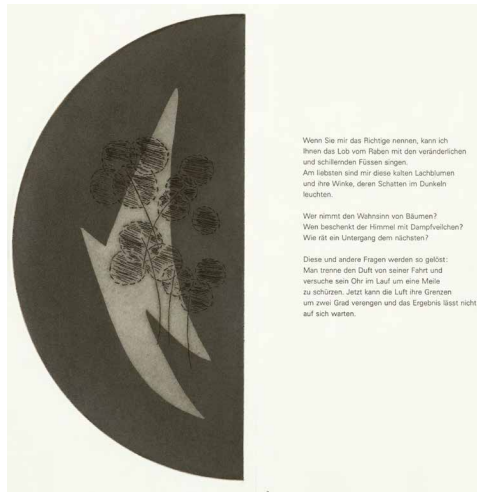 Wenn Sie mir das Richtige nennen, kann ich
Ihnen das Lob vom Raben mit den veränderlichen
und schillernden Füssen singen.
Am liebsten sind mir diese kalten Lachblumen
und ihre Winke, deren Schatten im Dunkeln
leuchten.
Wer nimmt den Wahnsinn von Bäumen?
Wen beschenkt der Himmel mit Dampfveilchen?
Wie rät ein Untergang dem nächsten?
Diese und andere Fragen werden so gelöst:
Man trenne den Duft von seiner Fahrt und
versuche sein Ohr im Lauf um eine Meile
zu schürzen. Jetzt kann die Luft ihre Grenzen
um zwei Grad verengen und das Ergebnis lässt nicht
auf sich warten.